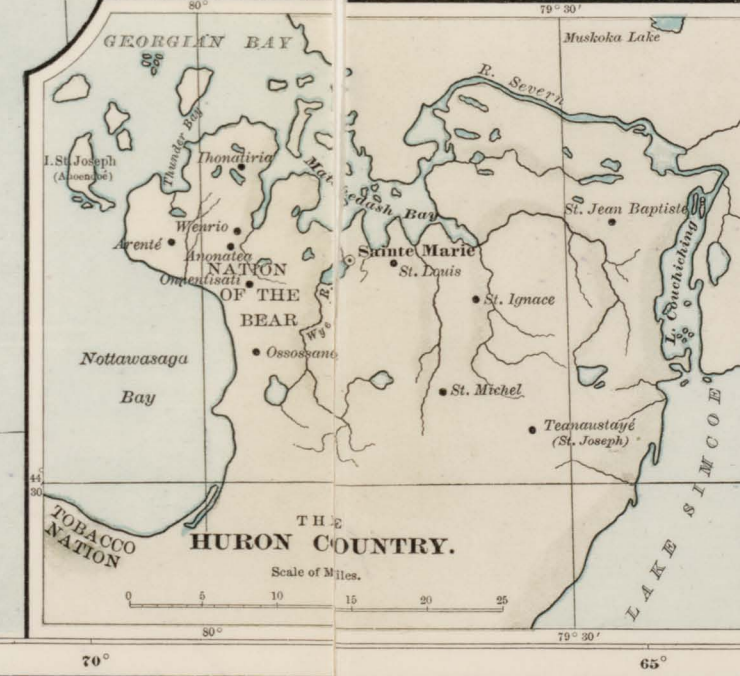 80°
79° 30'
GEORGIAN BAY
Muskoka Lake
R. Severn
Thunder Bay
I. St. Joseph
(Ahoendoé)
Ihonatiria
Matchedash Bay
St. Jean Baptiste
Wenrio
Arenté
Anonatea
Sainte Marie
St. Louis
NATION
OF THE
BEAR
Wye R.
L. Couchiching
St. Ignace
Nottawasaga
Bay
Ossossané
St. Michel
Teanaustayé
(St. Joseph)
LAKE SIMCOE
44°
30
TOBACCO
NATION
THE
HURON COUNTRY.
Scale of Miles.
0 5 10 15 20 25
80°
79° 30'
70°
65°